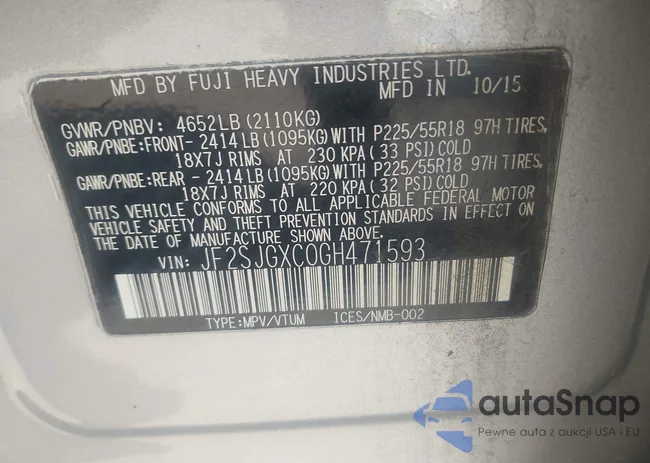 MFD BY FUJI HEAVY INDUSTRIES LTD.
MFD IN 10/15
GVWR/PNBV: 4652LB(2110KG)
GAWR/PNBE:FRONT- 2414LB(1095KG)WITH P225/55R18 97H TIRES,
18X7J RIMS AT 230 KPA(33 PSI)COLD
GAWR/PNBE:REAR - 2414LB(1095KG)WITH P225/55R18 97H TIRES,
18X7J RIMS AT 220 KPA(32 PSI)COLD
THIS VEHICLE CONFORMS TO ALL APPLICABLE FEDERAL MOTOR
VEHICLE SAFETY AND THEFT PREVENTION STANDARDS IN EFFECT ON
THE DATE OF MANUFACTURE SHOWN ABOVE.
VIN: JF2SJGXC0GH471593
TYPE:MPV/VTUM ICES/NMB-002
autaSnap
Pewne auta z aukcji USA i EU